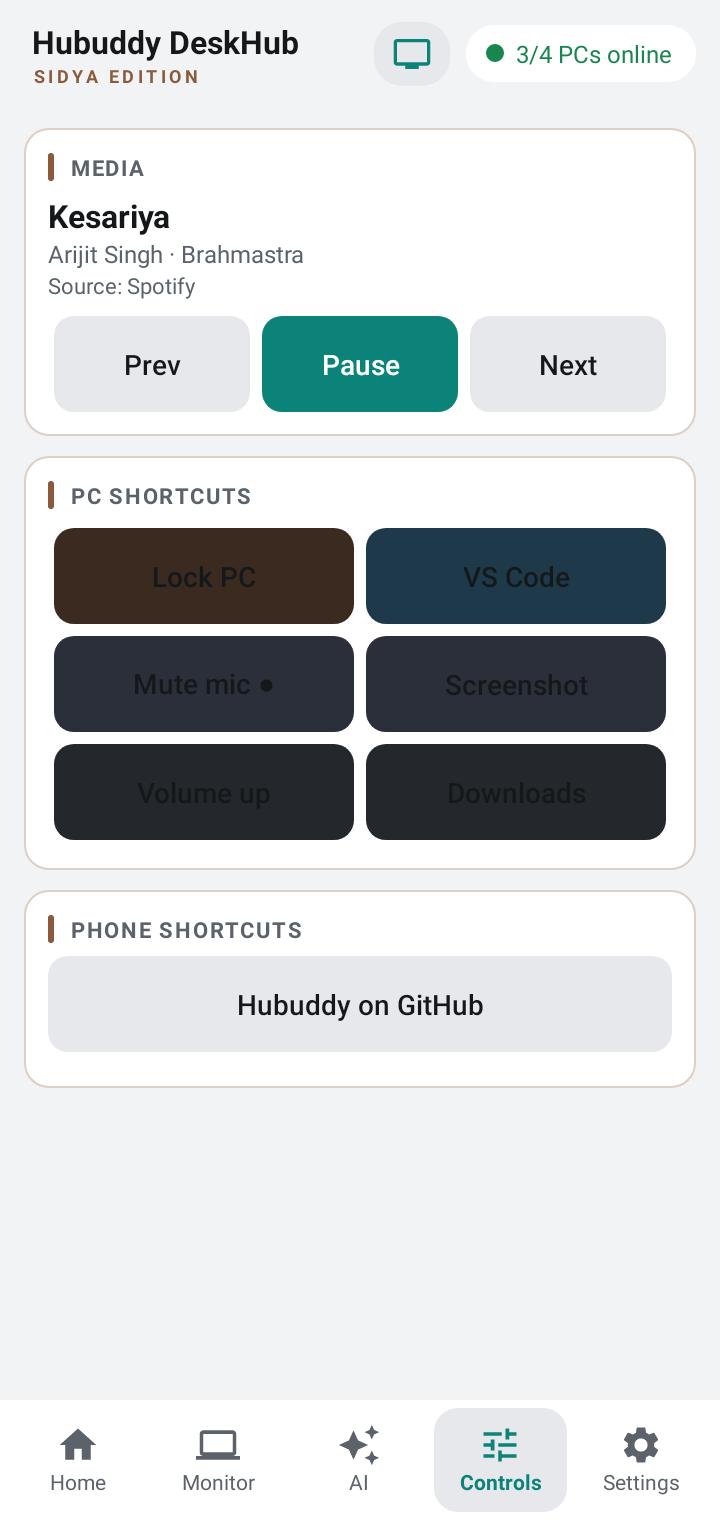 Hubuddy DeskHub
SIDYA EDITION
3/4 PCs online
MEDIA
Kesariya
Arijit Singh · Brahmastra
Source: Spotify
Prev
Pause
Next
PC SHORTCUTS
Lock PC
VS Code
Mute mic ●
Screenshot
Volume up
Downloads
PHONE SHORTCUTS
Hubuddy on GitHub
Home
Monitor
AI
Controls
Settings